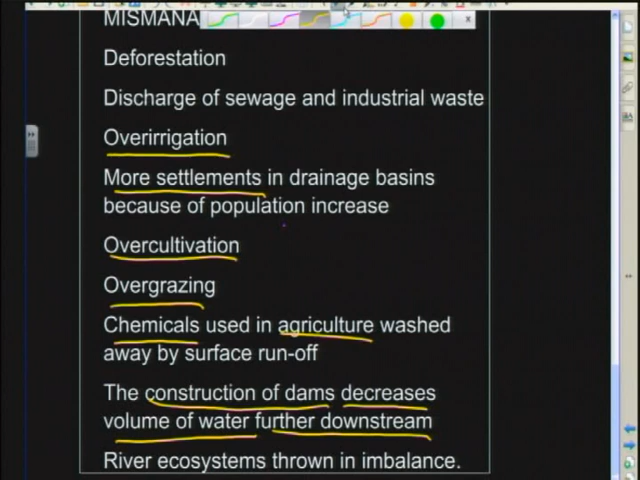 MISMANA
Deforestation
Discharge of sewage and industrial waste
Overirrigation
More settlements in drainage basins
because of population increase
Overcultivation
Overgrazing
Chemicals used in agriculture washed
away by surface run-off
The construction of dams decreases
volume of water further downstream
River ecosystems thrown in imbalance.